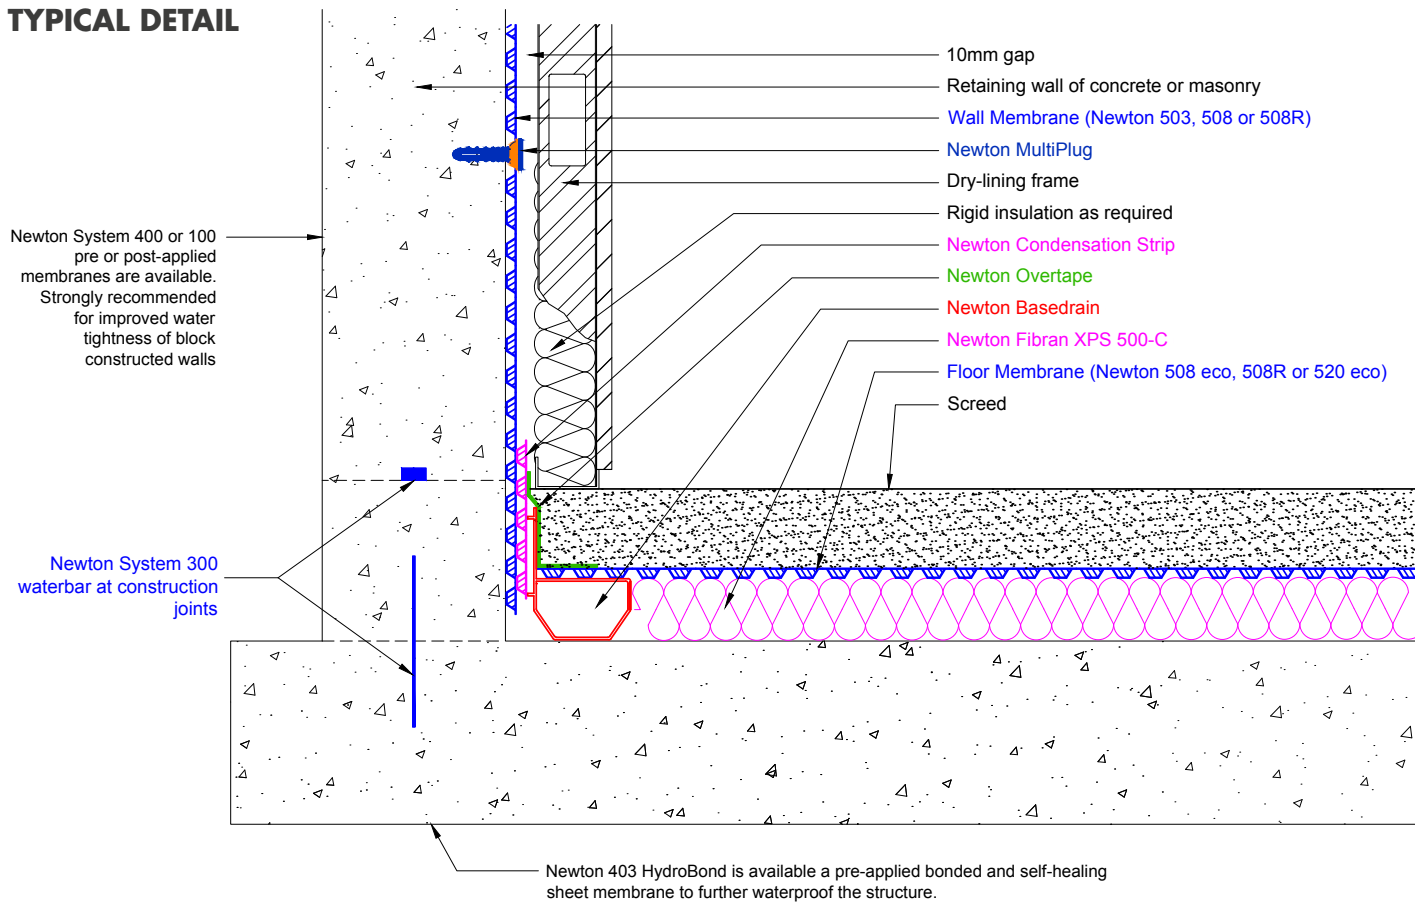 TYPICAL DETAIL
10mm gap
Retaining wall of concrete or masonry
Wall Membrane (Newton 503, 508 or 508R)
Newton MultiPlug
Dry-lining frame
Rigid insulation as required
Newton Condensation Strip
Newton Overtape
Newton Basedrain
Newton Fibran XPS 500-C
Floor Membrane (Newton 508 eco, 508R or 520 eco)
Screed
Newton System 400 or 100
pre or post-applied
membranes are available.
Strongly recommended
for improved water
tightness of block
constructed walls
Newton System 300
waterbar at construction
joints
Newton 403 HydroBond is available a pre-applied bonded and self-healing
sheet membrane to further waterproof the structure.